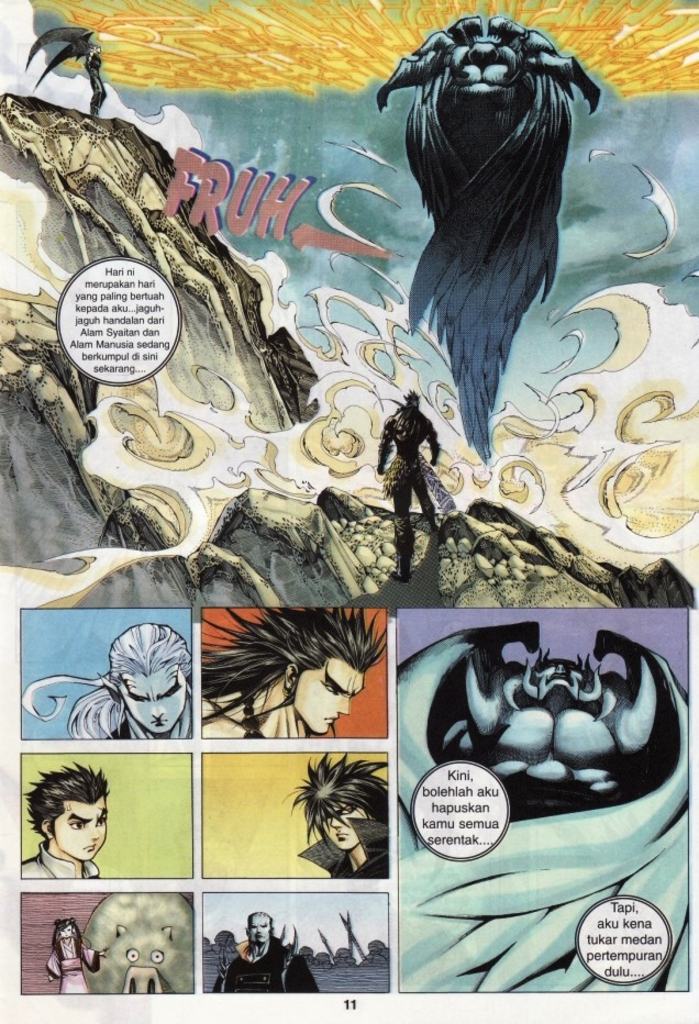 FRUH
Hari ni
merupakan hari
yang paling bertuah
kepada aku...jaguh-
jaguh handalan dari
Alam Syaitan dan
Alam Manusia sedang
berkumpul di sini
sekarang....
Kini,
bolehlah aku
hapuskan
kamu semua
serentak....
Tapi,
aku kena
tukar medan
pertempuran
dulu....
11